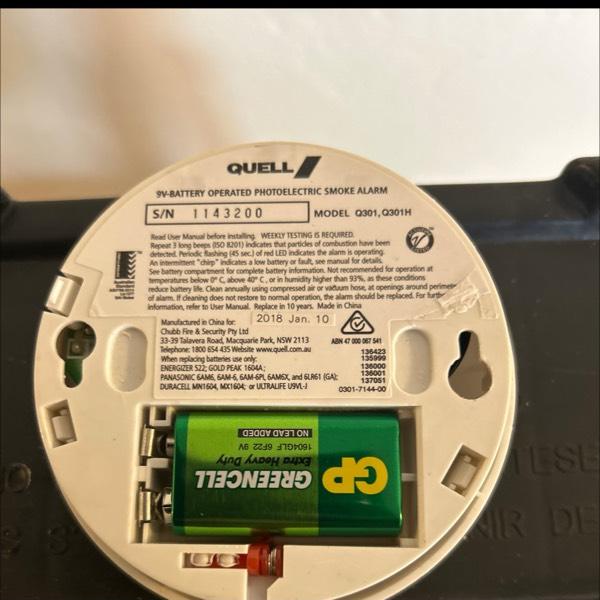 QUELL
9V-BATTERY OPERATED PHOTOELECTRIC SMOKE ALARM
S/N 1143200 MODEL Q301, Q301H
Read User Manual before installing. WEEKLY TESTING IS REQUIRED.
Repeat 3 long beeps (ISO 8201) indicates that particles of combustion have been
detected. Periodic flashing (45 sec.) of red LED indicates the alarm is operating.
An intermittent "chirp" indicates a low battery or fault, see manual for details.
See battery compartment for complete battery information. Not recommended for operation at
temperatures below 0° C, above 40° C , or in humidity higher than 93%, as these conditions
reduce battery life. Clean annually using compressed air or vacuum hose, at openings around perimeter
of alarm. If cleaning does not restore to normal operation, the alarm should be replaced. For further
information, refer to User Manual. Replace in 10 years. Made in China
2018 Jan. 10
Manufactured in China for:
Chubb Fire & Security Pty Ltd
33-39 Talavera Road, Macquarie Park, NSW 2113
Telephone: 1800 654 435 Website www.quell.com.au
When replacing batteries use only:
ENERGIZER 522; GOLD PEAK 1604A ;
PANASONIC 6AM6, 6AM-6, 6AM-6PI, 6AM6X, and 6LR61 (GA);
DURACELL MN1604, MX1604; or ULTRALIFE U9VL-J
ABN 47 000 067 541
136423
135999
136000
136001
137051
0301-7144-00
NO LEAD ADDED
1604GLF 6F22 9V
Extra Heavy Duty
GREENCELL
GP
TESE
NIR DE